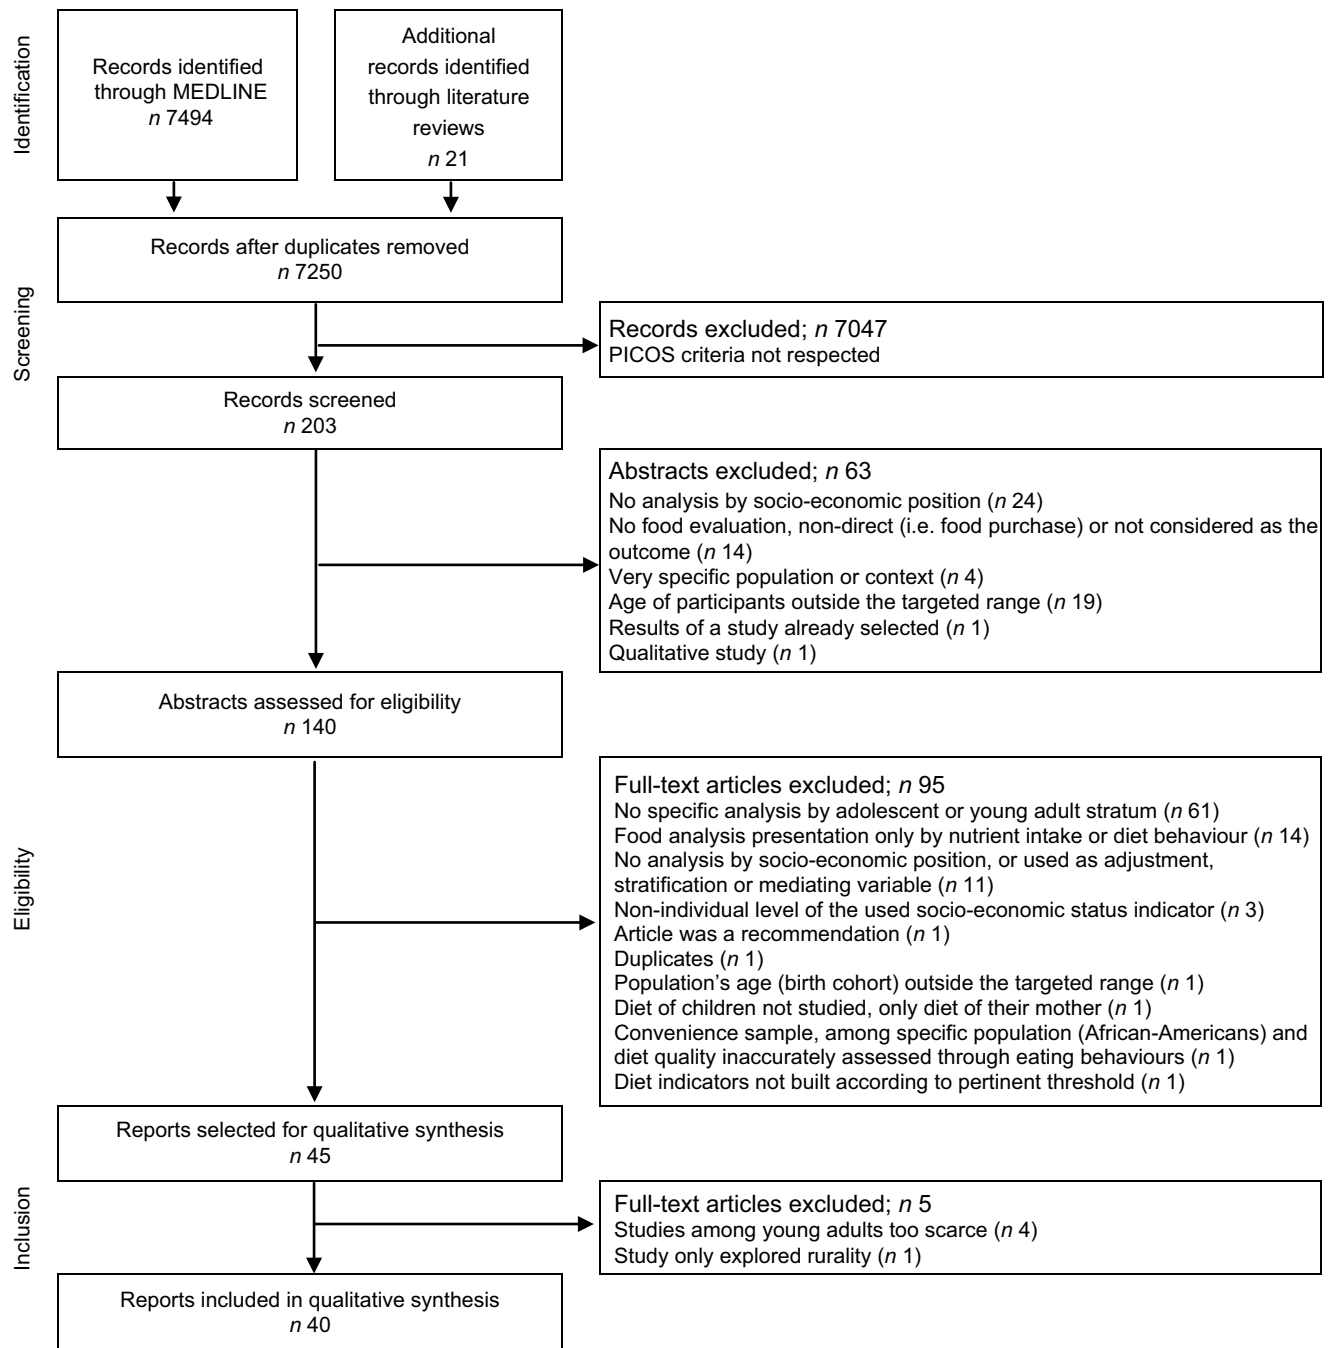 Identification
Records identified
through MEDLINE
n 7494
Additional
records identified
through literature
reviews
n 21
Records after duplicates removed
n 7250
Screening
Records excluded; n 7047
PICOS criteria not respected
Records screened
n 203
Abstracts excluded; n 63
No analysis by socio-economic position (n 24)
No food evaluation, non-direct (i.e. food purchase) or not considered as the
outcome (n 14)
Very specific population or context (n 4)
Age of participants outside the targeted range (n 19)
Results of a study already selected (n 1)
Qualitative study (n 1)
Abstracts assessed for eligibility
n 140
Eligibility
Full-text articles excluded; n 95
No specific analysis by adolescent or young adult stratum (n 61)
Food analysis presentation only by nutrient intake or diet behaviour (n 14)
No analysis by socio-economic position, or used as adjustment,
stratification or mediating variable (n 11)
Non-individual level of the used socio-economic status indicator (n 3)
Article was a recommendation (n 1)
Duplicates (n 1)
Population's age (birth cohort) outside the targeted range (n 1)
Diet of children not studied, only diet of their mother (n 1)
Convenience sample, among specific population (African-Americans) and
diet quality inaccurately assessed through eating behaviours (n 1)
Diet indicators not built according to pertinent threshold (n 1)
Reports selected for qualitative synthesis
n 45
Inclusion
Full-text articles excluded; n 5
Studies among young adults too scarce (n 4)
Study only explored rurality (n 1)
Reports included in qualitative synthesis
n 40